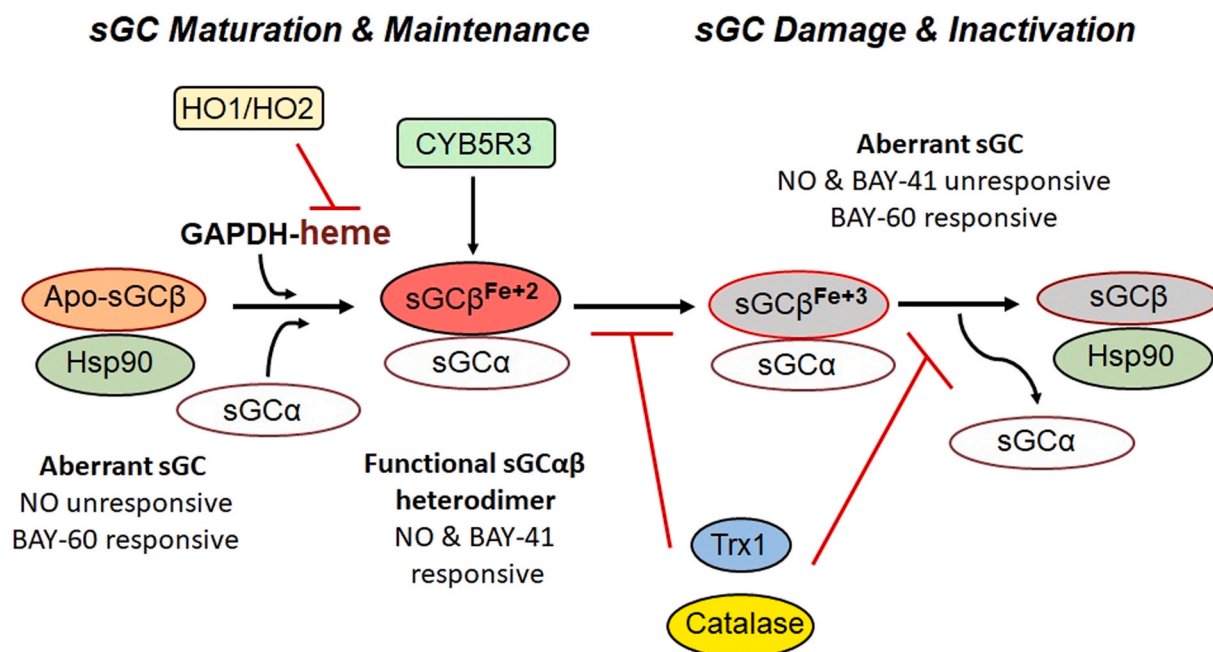 sGC Maturation & Maintenance
sGC Damage & Inactivation
HO1/HO2
CYB5R3
GAPDH-heme
Apo-sGCβ
Hsp90
sGCα
sGCβFe+2
sGCα
sGCβFe+3
sGCα
sGCβ
Hsp90
sGCα
Aberrant sGC
NO & BAY-41 unresponsive
BAY-60 responsive
Aberrant sGC
NO unresponsive
BAY-60 responsive
Functional sGCαβ
heterodimer
NO & BAY-41
responsive
Trx1
Catalase